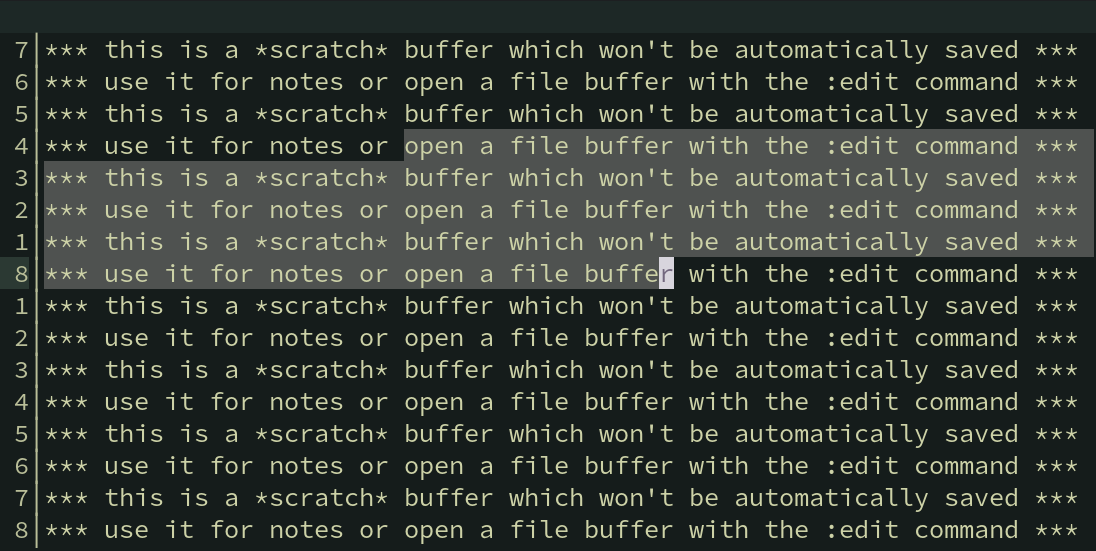 7 *** this is a *scratch* buffer which won't be automatically saved ***
6 *** use it for notes or open a file buffer with the :edit command ***
5 *** this is a *scratch* buffer which won't be automatically saved ***
4 *** use it for notes or open a file buffer with the :edit command ***
3 *** this is a *scratch* buffer which won't be automatically saved ***
2 *** use it for notes or open a file buffer with the :edit command ***
1 *** this is a *scratch* buffer which won't be automatically saved ***
8 *** use it for notes or open a file buffer with the :edit command ***
1 *** this is a *scratch* buffer which won't be automatically saved ***
2 *** use it for notes or open a file buffer with the :edit command ***
3 *** this is a *scratch* buffer which won't be automatically saved ***
4 *** use it for notes or open a file buffer with the :edit command ***
5 *** this is a *scratch* buffer which won't be automatically saved ***
6 *** use it for notes or open a file buffer with the :edit command ***
7 *** this is a *scratch* buffer which won't be automatically saved ***
8 *** use it for notes or open a file buffer with the :edit command ***